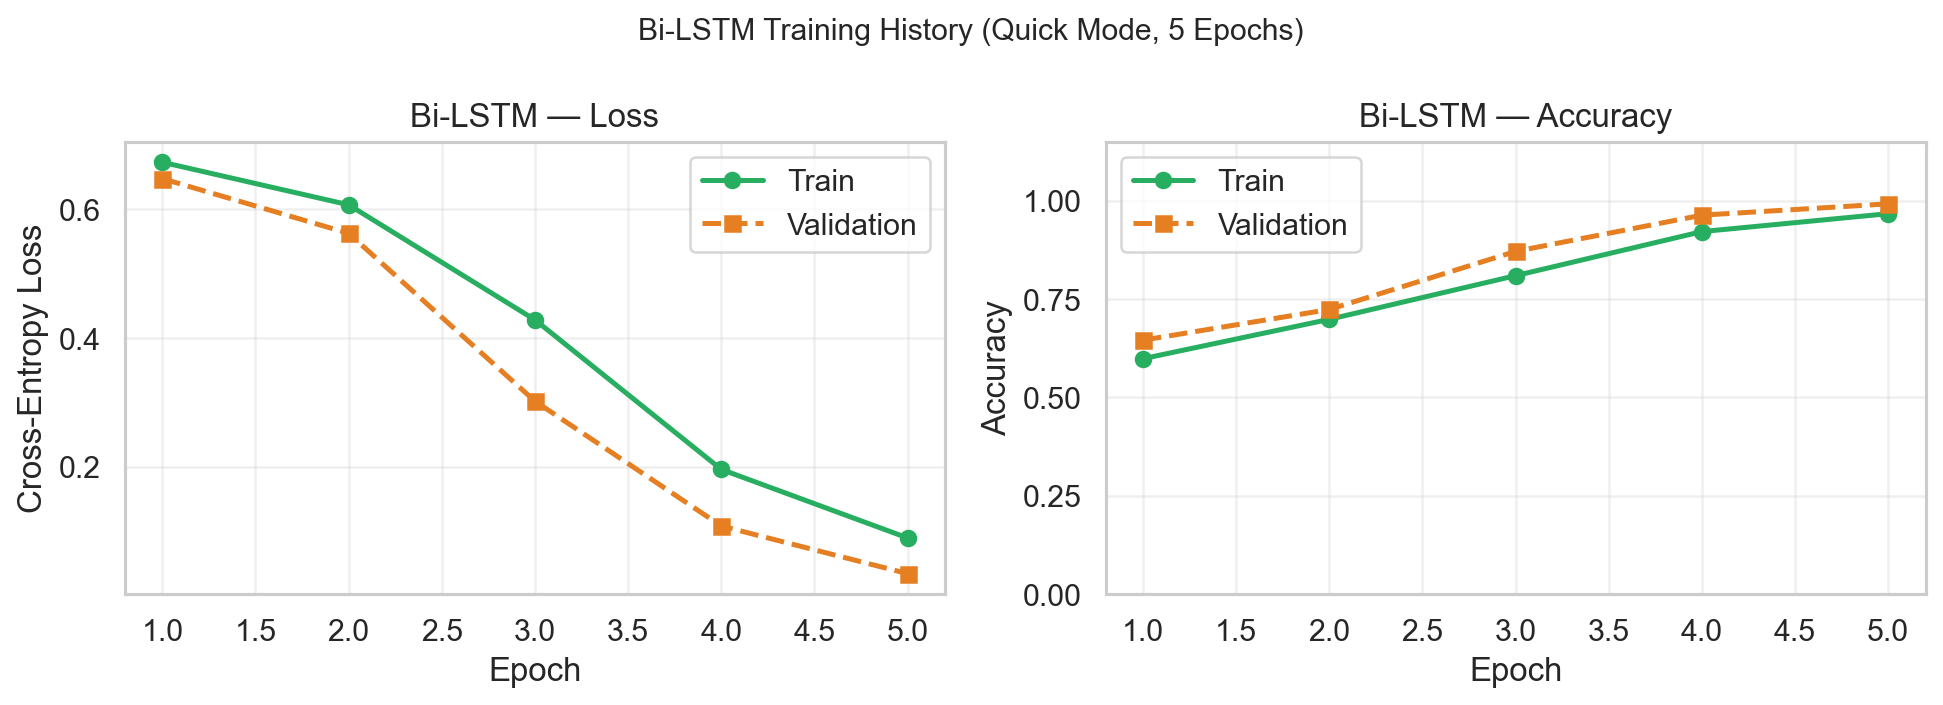 Bi-LSTM Training History (Quick Mode, 5 Epochs)
Bi-LSTM — Loss
Cross-Entropy Loss
0.6
0.4
0.2
Train
Validation
1.0 1.5 2.0 2.5 3.0 3.5 4.0 4.5 5.0
Epoch
Bi-LSTM — Accuracy
Accuracy
1.00
0.75
0.50
0.25
0.00
Train
Validation
1.0 1.5 2.0 2.5 3.0 3.5 4.0 4.5 5.0
Epoch